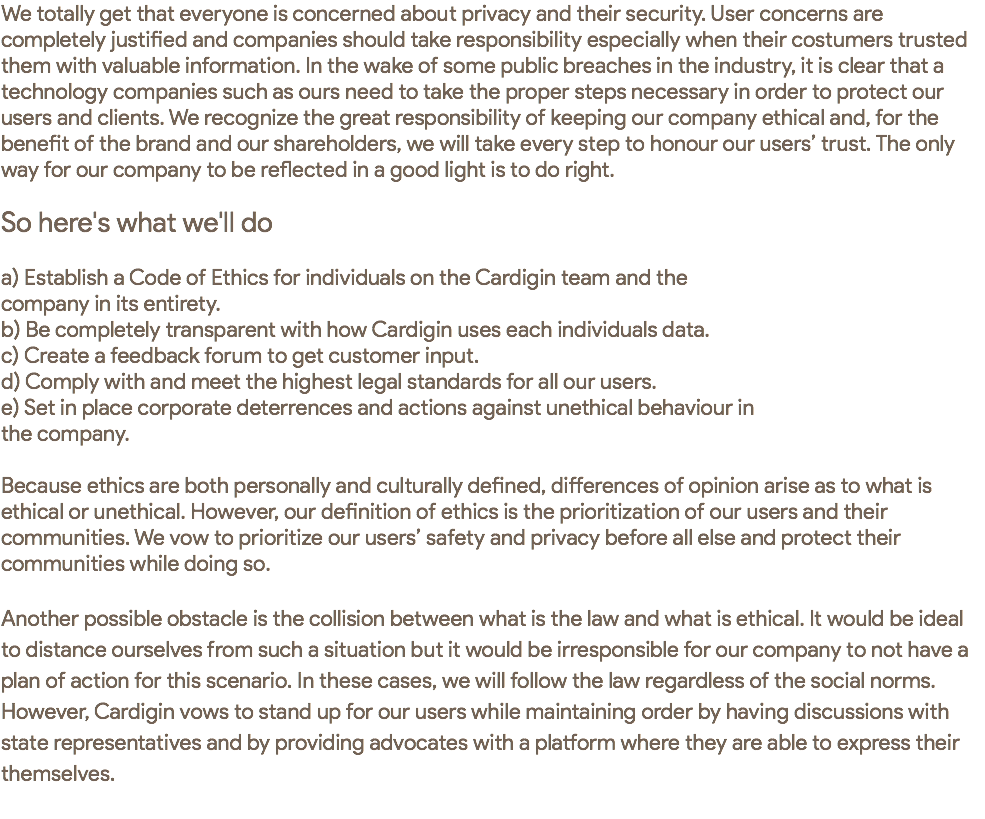 We totally get that everyone is concerned about privacy and their security. User concerns are
completely justified and companies should take responsibility especially when their costumers trusted
them with valuable information. In the wake of some public breaches in the industry, it is clear that a
technology companies such as ours need to take the proper steps necessary in order to protect our
users and clients. We recognize the great responsibility of keeping our company ethical and, for the
benefit of the brand and our shareholders, we will take every step to honour our users’ trust. The only
way for our company to be reflected in a good light is to do right.
So here's what we'll do
a) Establish a Code of Ethics for individuals on the Cardigin team and the
company in its entirety.
b) Be completely transparent with how Cardigin uses each individuals data.
c) Create a feedback forum to get customer input.
d) Comply with and meet the highest legal standards for all our users.
e) Set in place corporate deterrences and actions against unethical behaviour in
the company.
Because ethics are both personally and culturally defined, differences of opinion arise as to what is
ethical or unethical. However, our definition of ethics is the prioritization of our users and their
communities. We vow to prioritize our users’ safety and privacy before all else and protect their
communities while doing so.
Another possible obstacle is the collision between what is the law and what is ethical. It would be ideal
to distance ourselves from such a situation but it would be irresponsible for our company to not have a
plan of action for this scenario. In these cases, we will follow the law regardless of the social norms.
However, Cardigin vows to stand up for our users while maintaining order by having discussions with
state representatives and by providing advocates with a platform where they are able to express their
themselves.